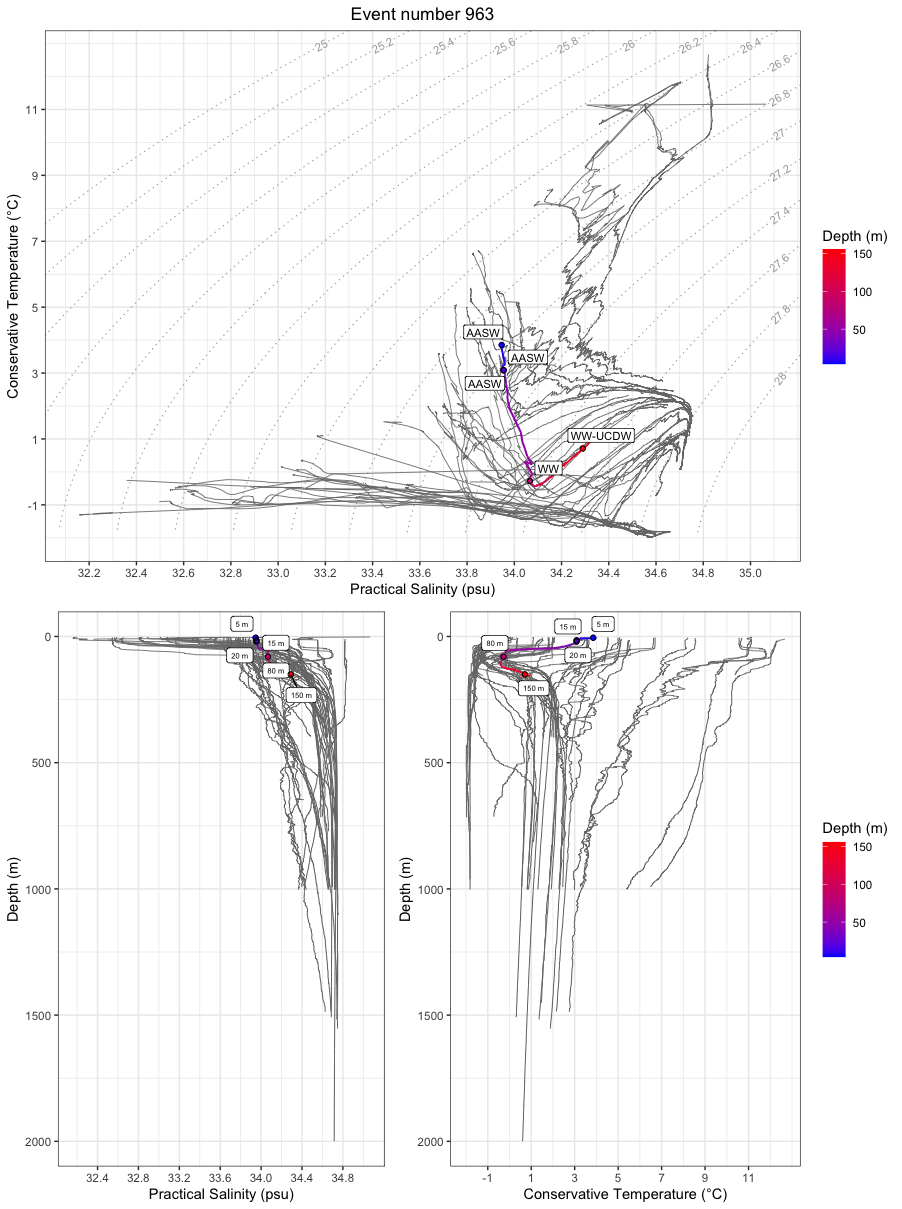 Event number 963
25
25.2
25.4
25.6
25.8
26
26.2
26.4
26.6
26.8
27
27.2
27.4
27.6
27.8
28
11
9
7
5
3
1
-1
Conservative Temperature (°C)
AASW
AASW
AASW
WW-UCDW
WW
32.2 32.4 32.6 32.8 33.0 33.2 33.4 33.6 33.8 34.0 34.2 34.4 34.6 34.8 35.0
Practical Salinity (psu)
Depth (m)
150
100
50
0
500
1000
1500
2000
Depth (m)
5 m
15 m
20 m
80 m
150 m
32.4 32.8 33.2 33.6 34.0 34.4 34.8
Practical Salinity (psu)
0
500
1000
1500
2000
Depth (m)
15 m
5 m
80 m
20 m
150 m
-1 1 3 5 7 9 11
Conservative Temperature (°C)
Depth (m)
150
100
50